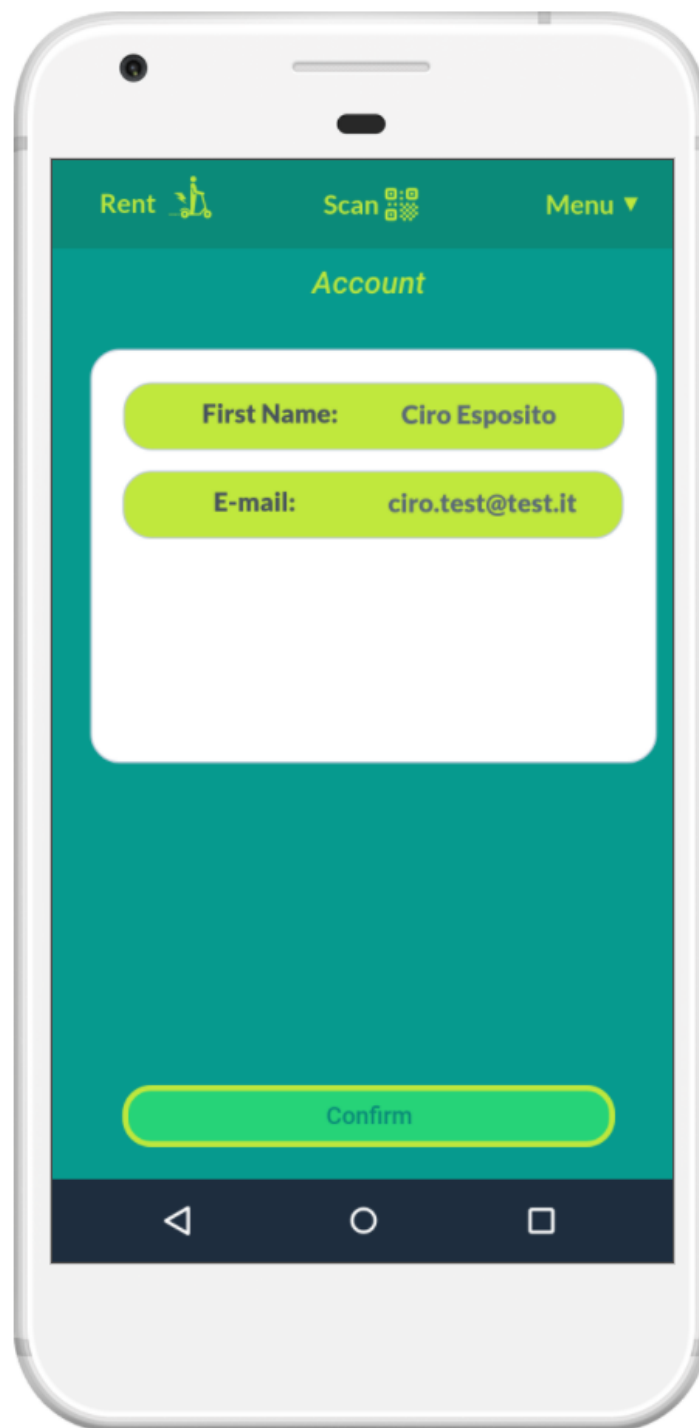 Rent Scan Menu ▼
Account
First Name: Ciro Esposito
E-mail: ciro.test@test.it
Confirm